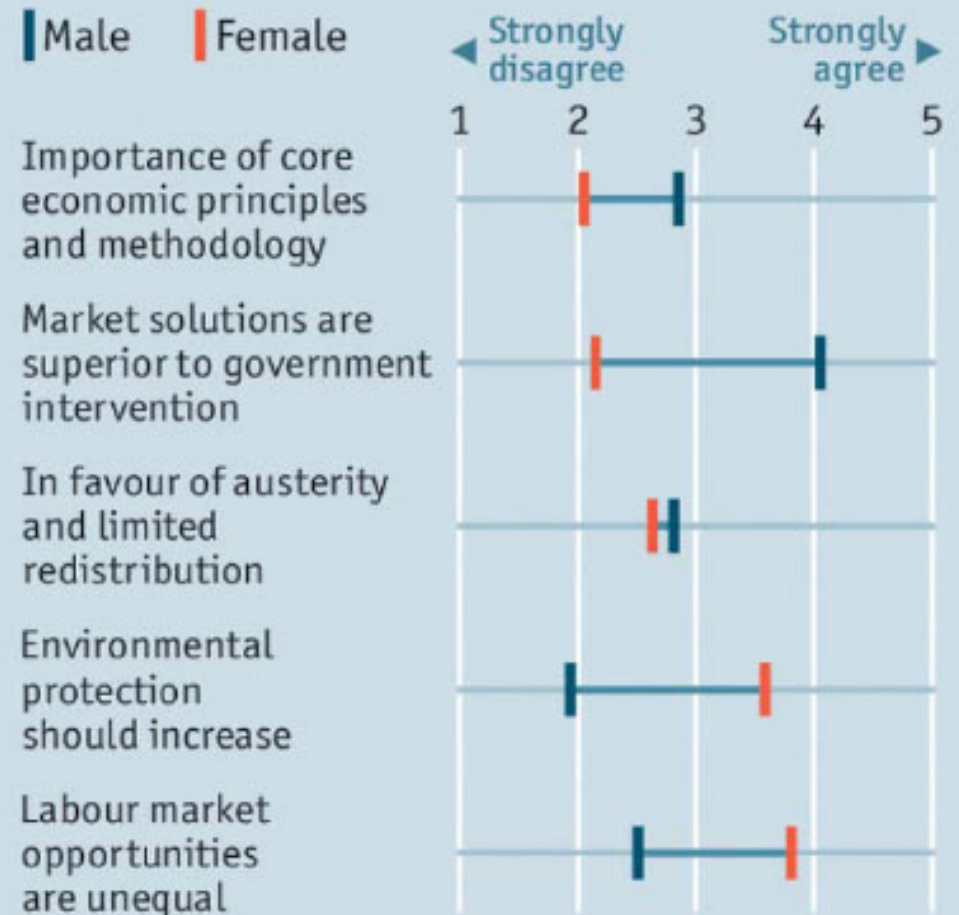 Male Female
Strongly disagree
Strongly agree
1 2 3 4 5
Importance of core
economic principles
and methodology
Market solutions are
superior to government
intervention
In favour of austerity
and limited
redistribution
Environmental
protection
should increase
Labour market
opportunities
are unequal